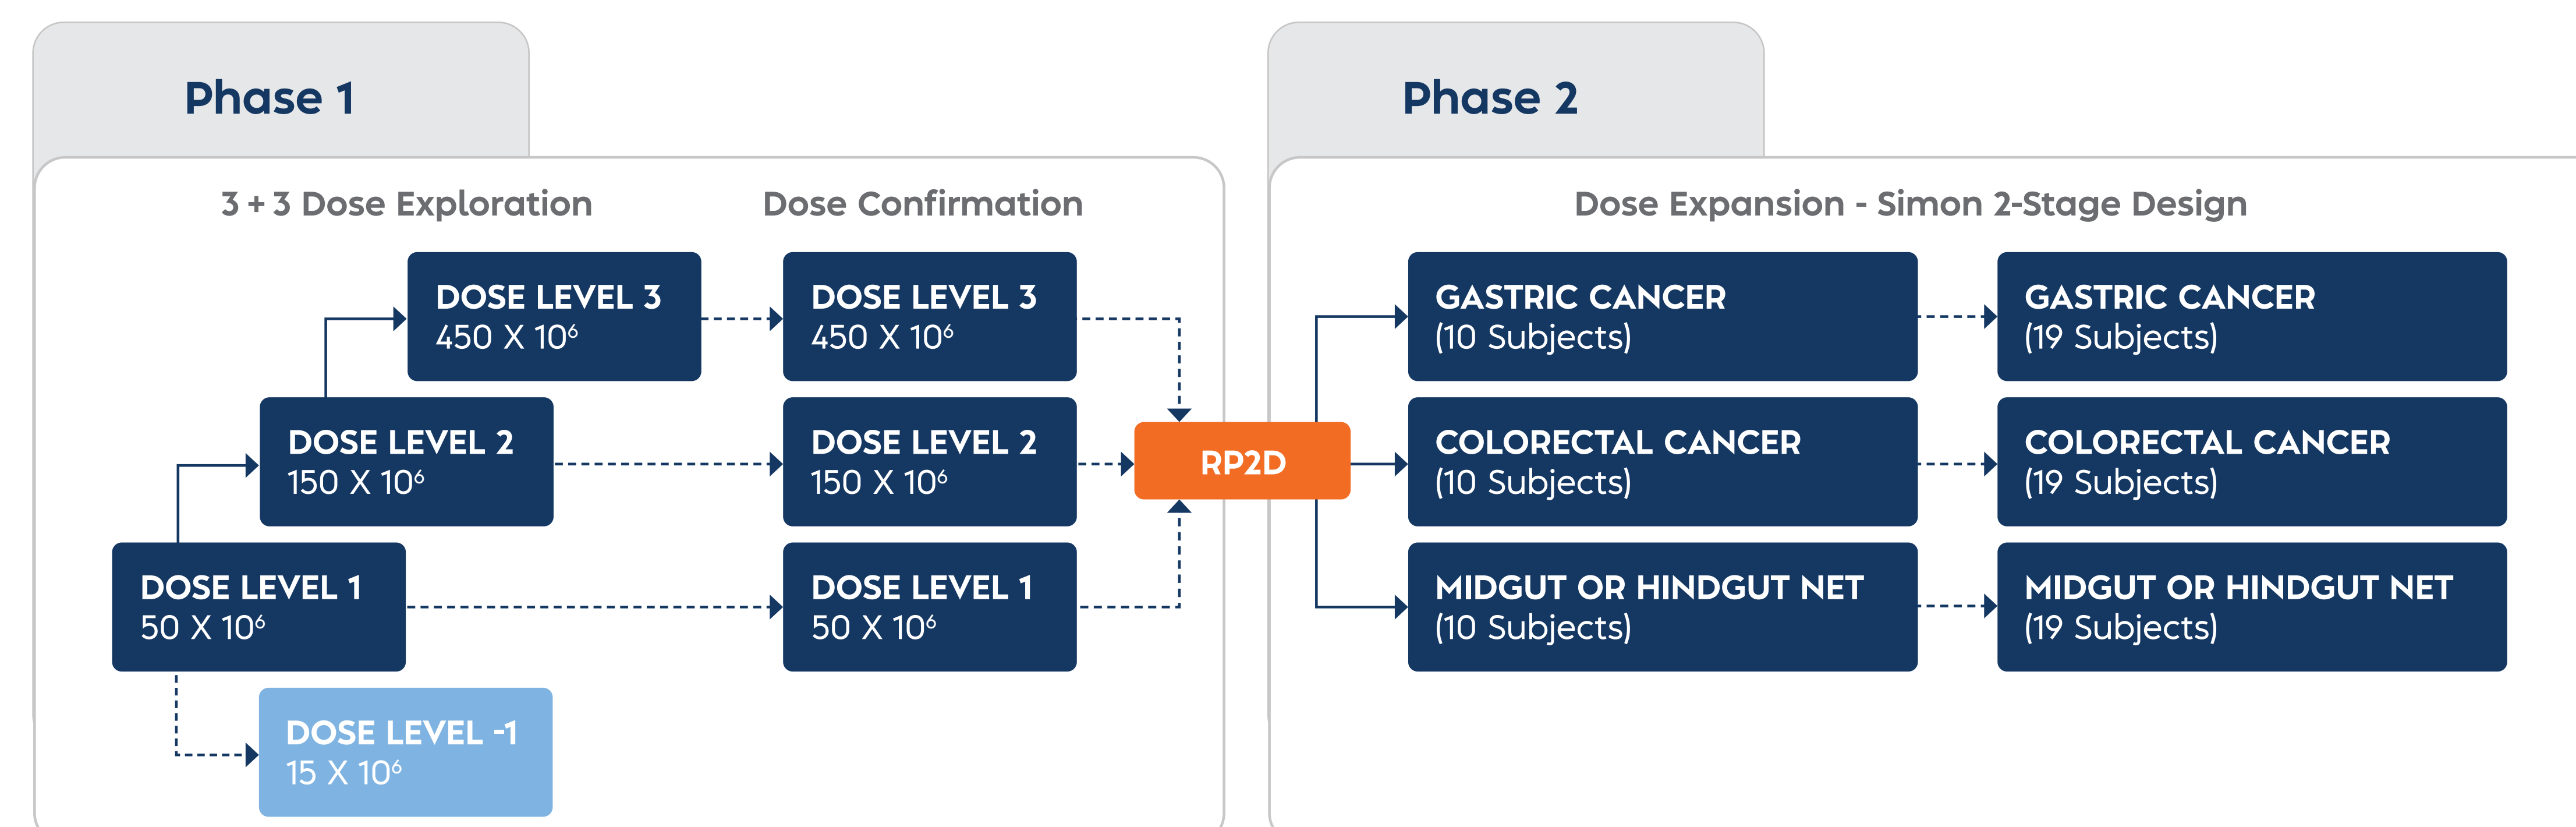 Phase 1
3 + 3 Dose Exploration
Dose Confirmation
DOSE LEVEL 3
450 X 10⁶
DOSE LEVEL 3
450 X 10⁶
DOSE LEVEL 2
150 X 10⁶
DOSE LEVEL 2
150 X 10⁶
DOSE LEVEL 1
50 X 10⁶
DOSE LEVEL 1
50 X 10⁶
DOSE LEVEL -1
15 X 10⁶
RP2D
Phase 2
Dose Expansion - Simon 2-Stage Design
GASTRIC CANCER
(10 Subjects)
GASTRIC CANCER
(19 Subjects)
COLORECTAL CANCER
(10 Subjects)
COLORECTAL CANCER
(19 Subjects)
MIDGUT OR HINDGUT NET
(10 Subjects)
MIDGUT OR HINDGUT NET
(19 Subjects)